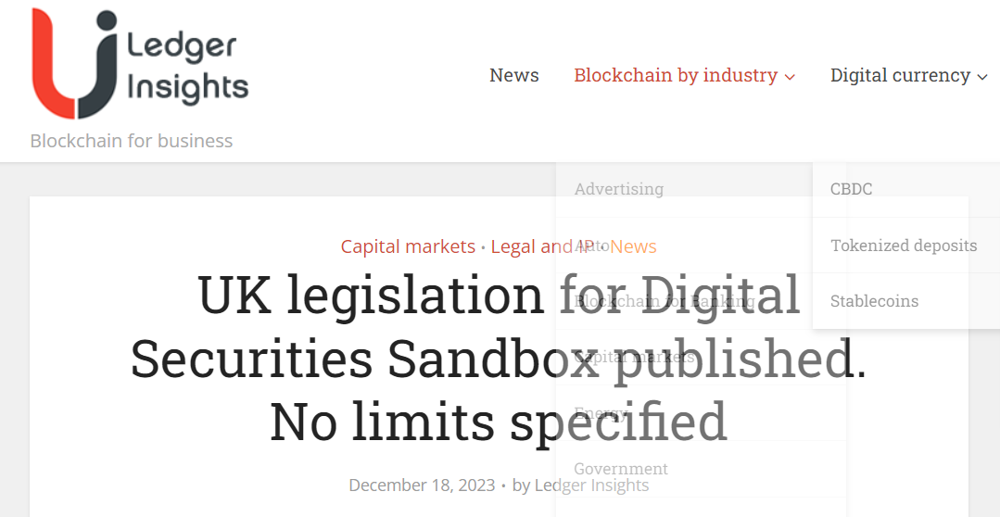 Ledger
Insights
Blockchain for business
News
Blockchain by industry
Digital currency
Advertising
Auto
Blockchain for Banking
Capital markets
Energy
Government
CBDC
Tokenized deposits
Stablecoins
Capital markets • Legal and IP • News
UK legislation for Digital
Securities Sandbox published.
No limits specified
December 18, 2023 • by Ledger Insights